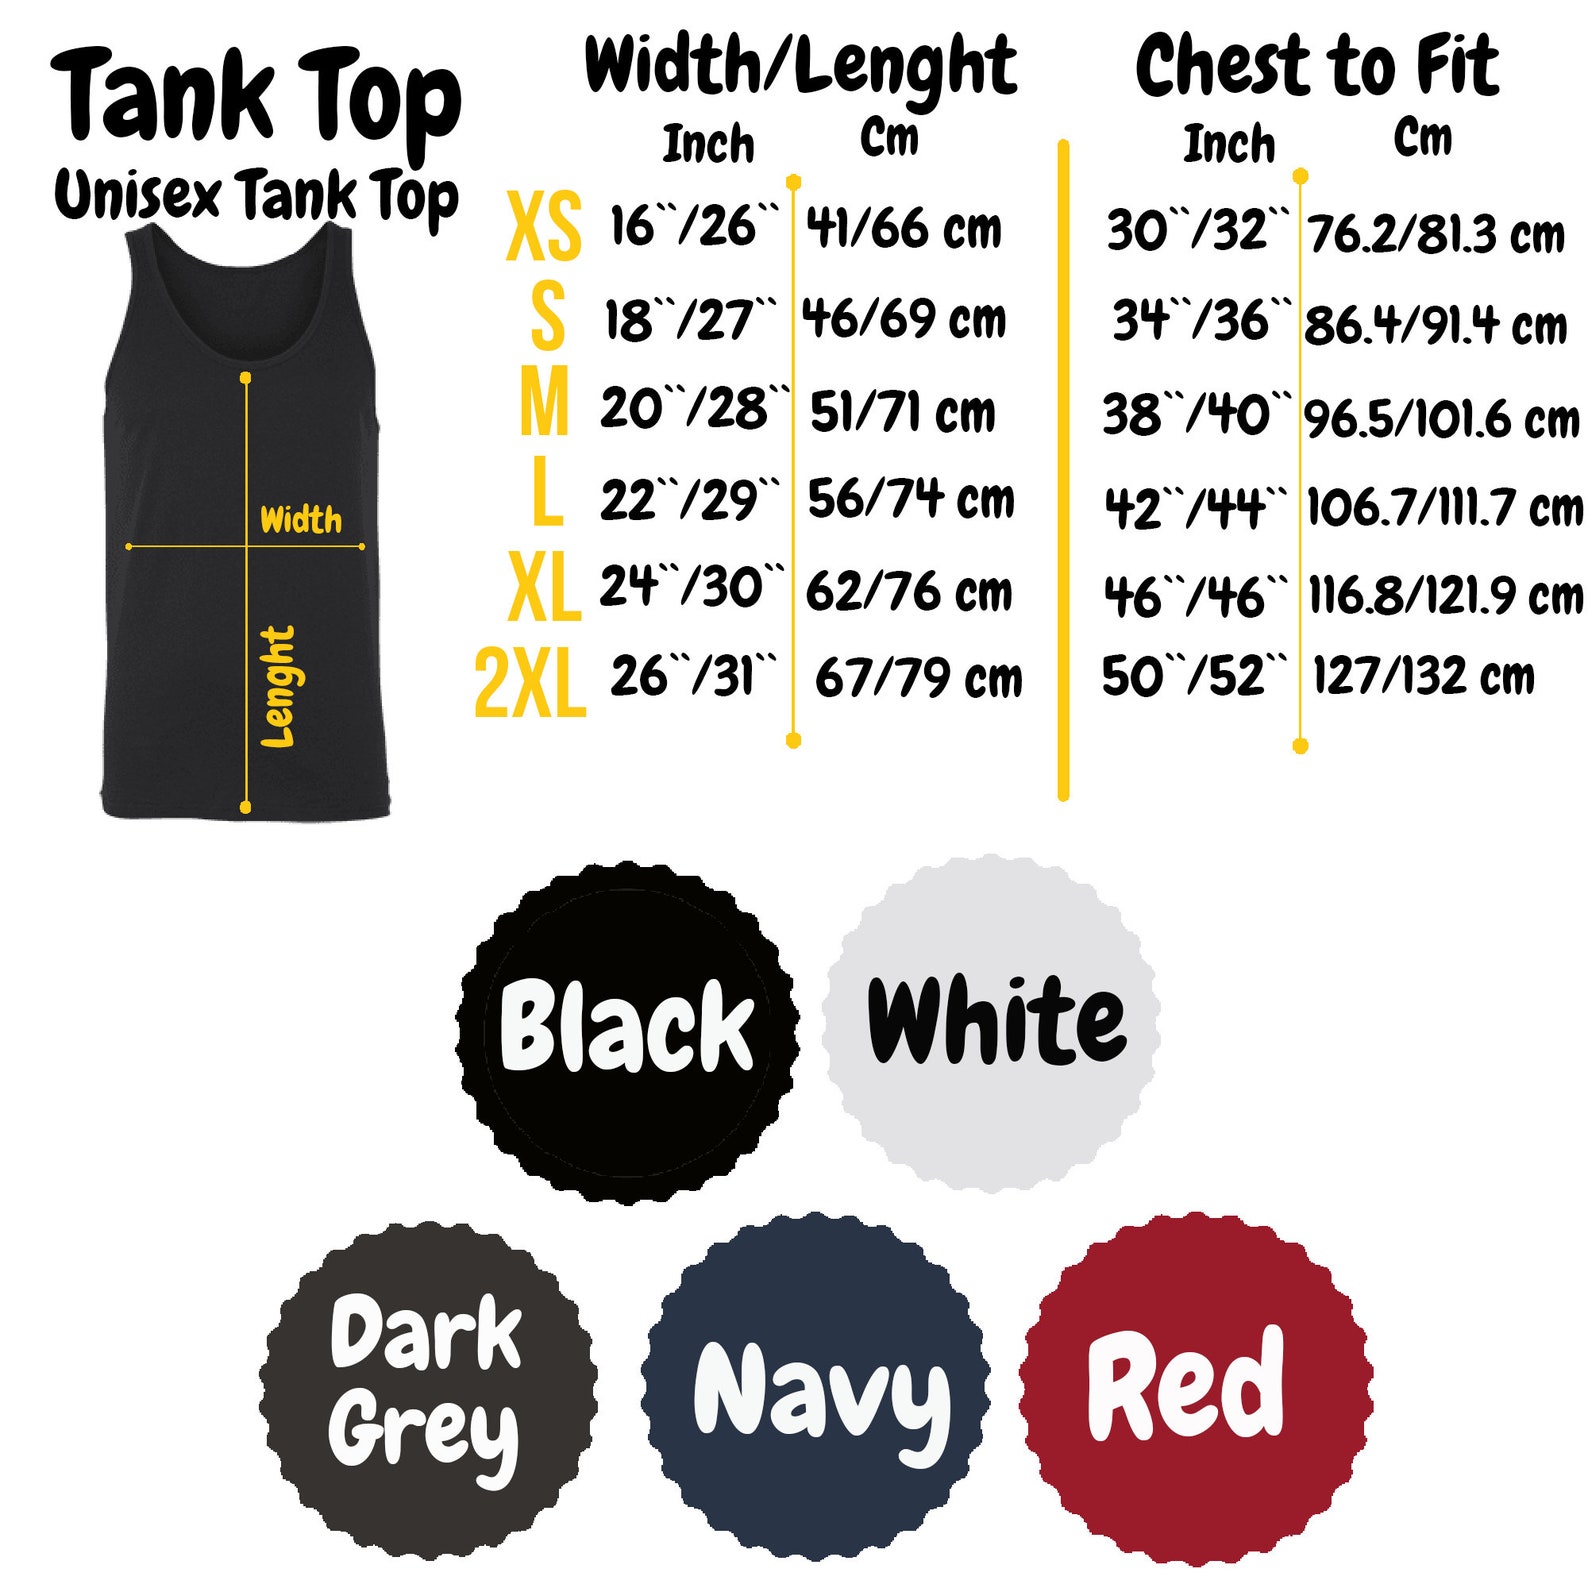 Tank Top
Unisex Tank Top
Width
Lenght
Width/Lenght Chest to Fit
Inch Cm Inch Cm
XS 16``/26`` 41/66 cm 30``/32`` 76.2/81.3 cm
S 18``/27`` 46/69 cm 34``/36`` 86.4/91.4 cm
M 20``/28`` 51/71 cm 38``/40`` 96.5/101.6 cm
L 22``/29`` 56/74 cm 42``/44`` 106.7/111.7 cm
XL 24``/30`` 62/76 cm 46``/46`` 116.8/121.9 cm
2XL 26``/31`` 67/79 cm 50``/52`` 127/132 cm
Black
White
Dark
Grey
Navy
Red